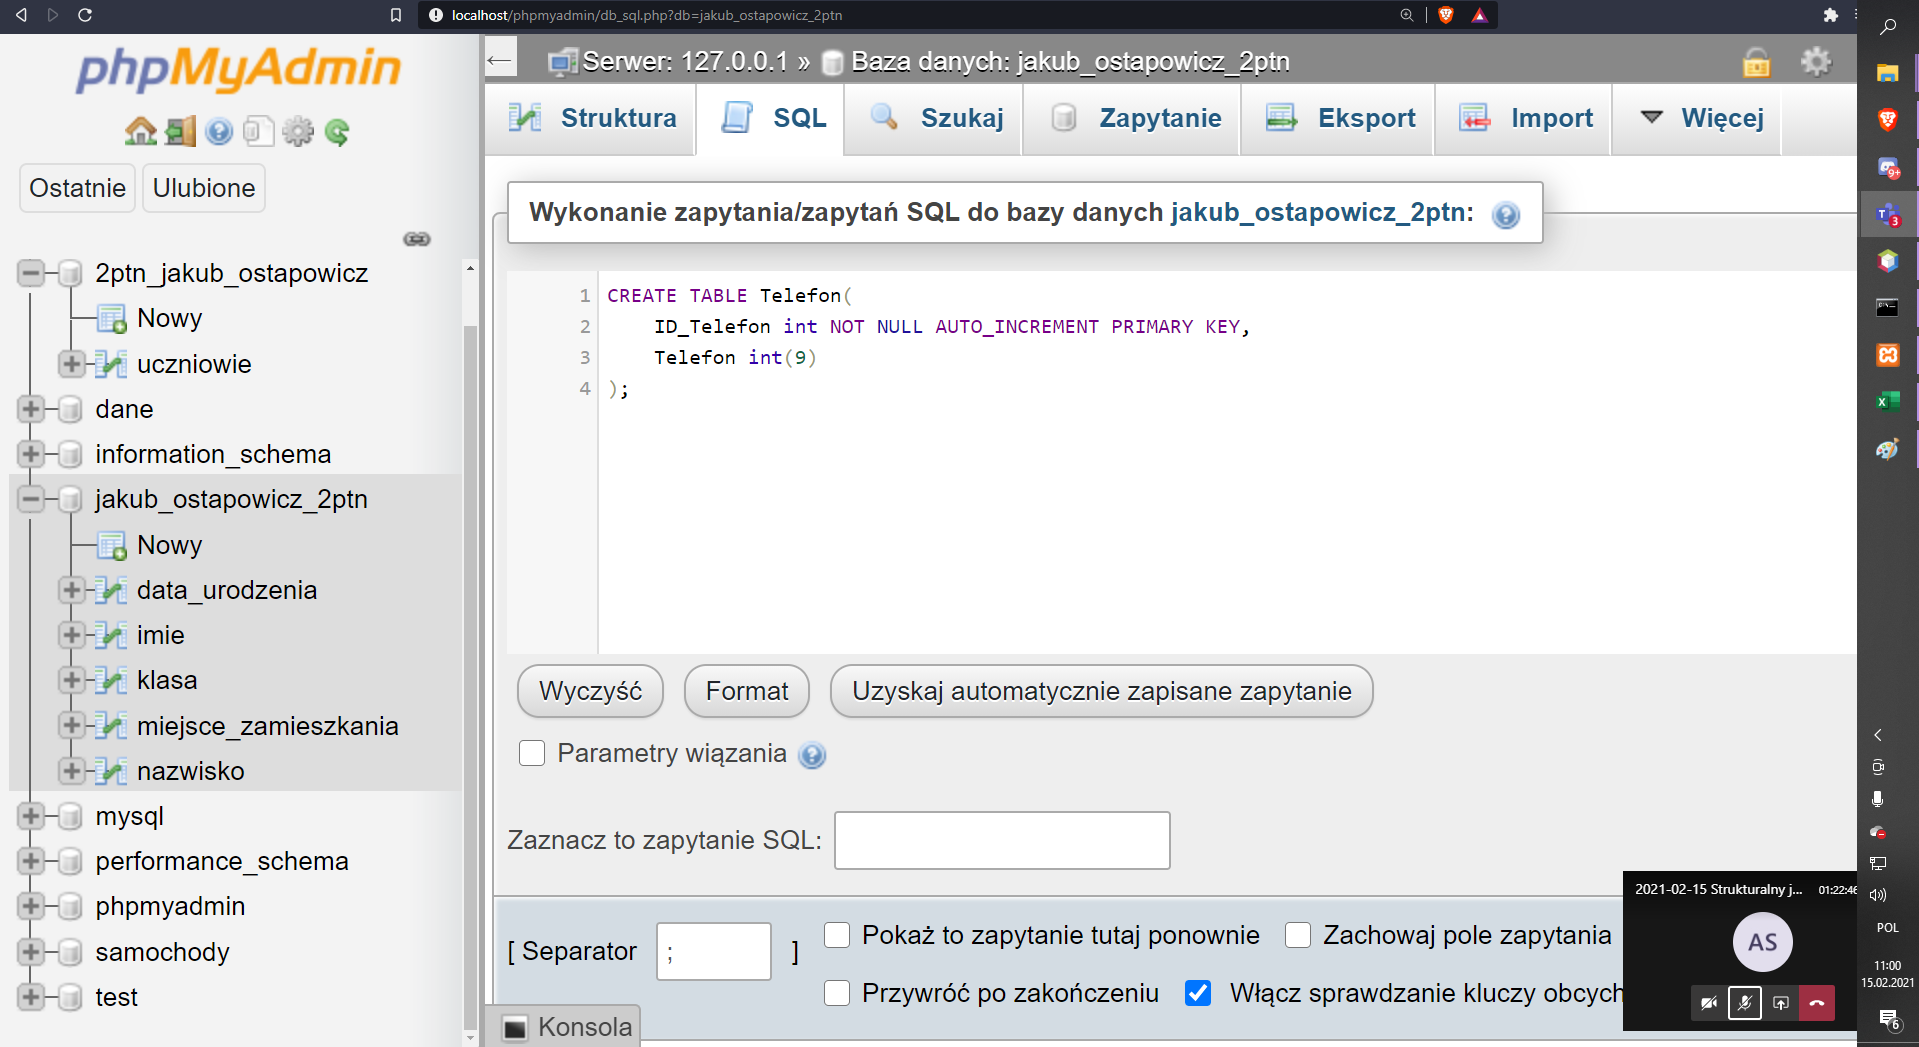 localhost/phpmyadmin/db_sql.php?db=jakub_ostapowicz_2ptn
phpMyAdmin
Ostatnie
Ulubione
2ptn_jakub_ostapowicz
Nowy
uczniowie
dane
information_schema
jakub_ostapowicz_2ptn
Nowy
data_urodzenia
imie
klasa
miejsce_zamieszkania
nazwisko
mysql
performance_schema
phpmyadmin
samochody
test
Serwer: 127.0.0.1 » Baza danych: jakub_ostapowicz_2ptn
Struktura
SQL
Szukaj
Zapytanie
Eksport
Import
Więcej
Wykonanie zapytania/zapytań SQL do bazy danych jakub_ostapowicz_2ptn:
1 CREATE TABLE Telefon(
2 ID_Telefon int NOT NULL AUTO_INCREMENT PRIMARY KEY,
3 Telefon int(9)
4 );
Wyczyść
Format
Uzyskaj automatycznie zapisane zapytanie
Parametry wiązania
Zaznacz to zapytanie SQL:
[ Separator ; ]
Pokaż to zapytanie tutaj ponownie
Zachowaj pole zapytania
Przywróć po zakończeniu
Włącz sprawdzanie kluczy obcych
Konsola
2021-02-15 Strukturalny j... 01:22:46
AS
9+
T 3
X
POL
11:00
15.02.2021
6